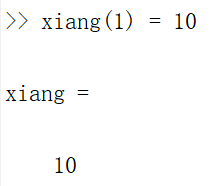 >> xiang(1) = 10
xiang =
10